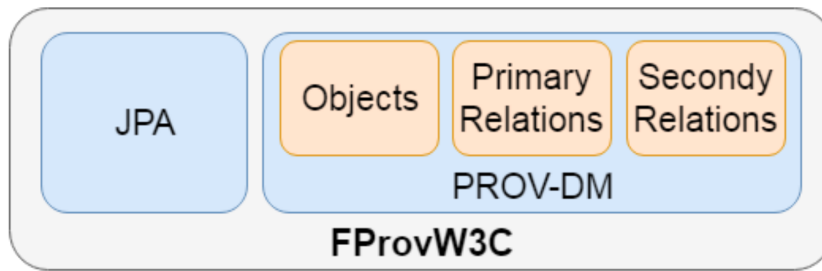 JPA
Objects
Primary
Relations
Secondy
Relations
PROV-DM
FProvW3C